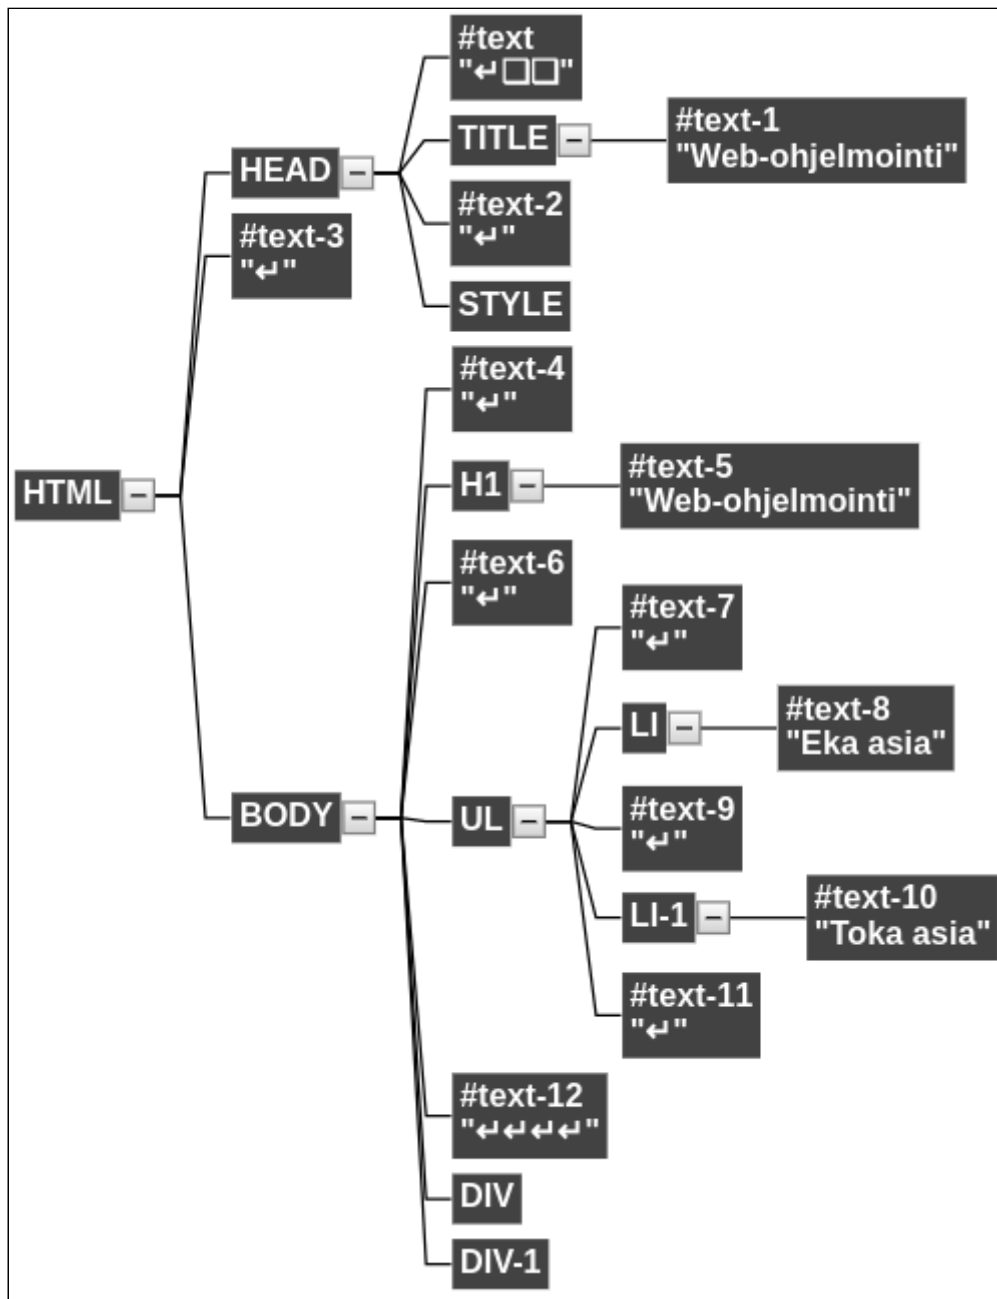 #text
"↵□□"
TITLE
#text-1
"Web-ohjelmointi"
HEAD
#text-2
"↵"
#text-3
"↵"
STYLE
#text-4
"↵"
HTML
H1
#text-5
"Web-ohjelmointi"
#text-6
"↵"
#text-7
"↵"
LI
#text-8
"Eka asia"
BODY
UL
#text-9
"↵"
LI-1
#text-10
"Toka asia"
#text-11
"↵"
#text-12
"↵↵↵↵"
DIV
DIV-1